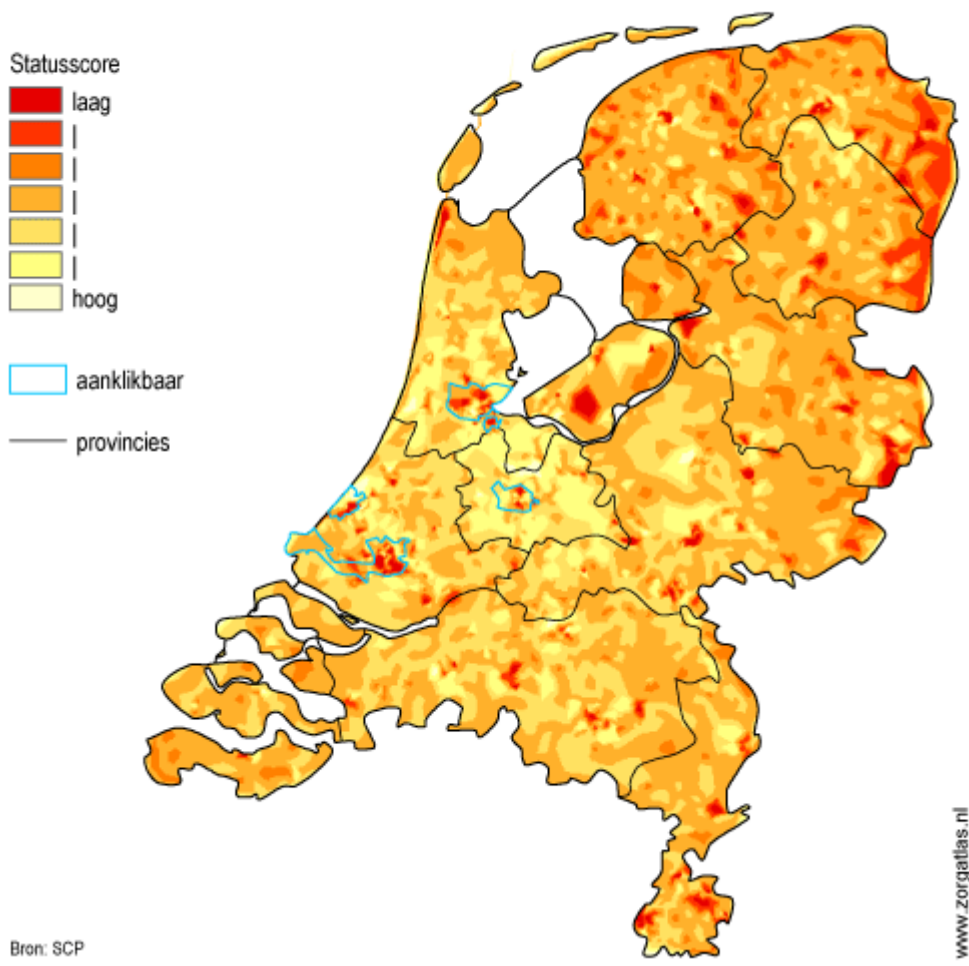 Statusscore
laag
|
|
|
|
|
hoog
aanklikbaar
provincies
Bron: SCP
www.zorgatlas.nl